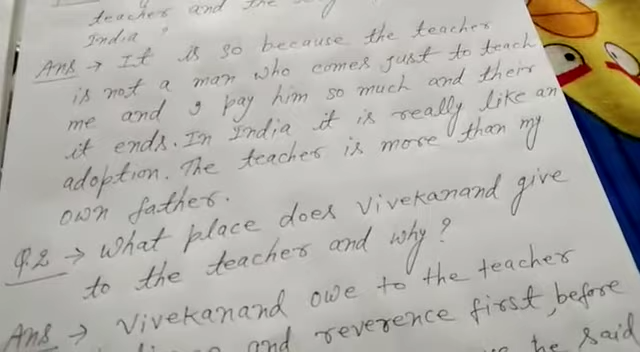 teacher and the
India?
Ans → It is so because the teacher
is not a man who comes just to teach
me and I pay him so much and their
it ends. In India it is really like an
adoption. The teacher is more than my
own father.
Q.2 → What place does Vivekanand give
to the teacher and why?
Ans → Vivekanand owe to the teacher
and reverence first, before
he said